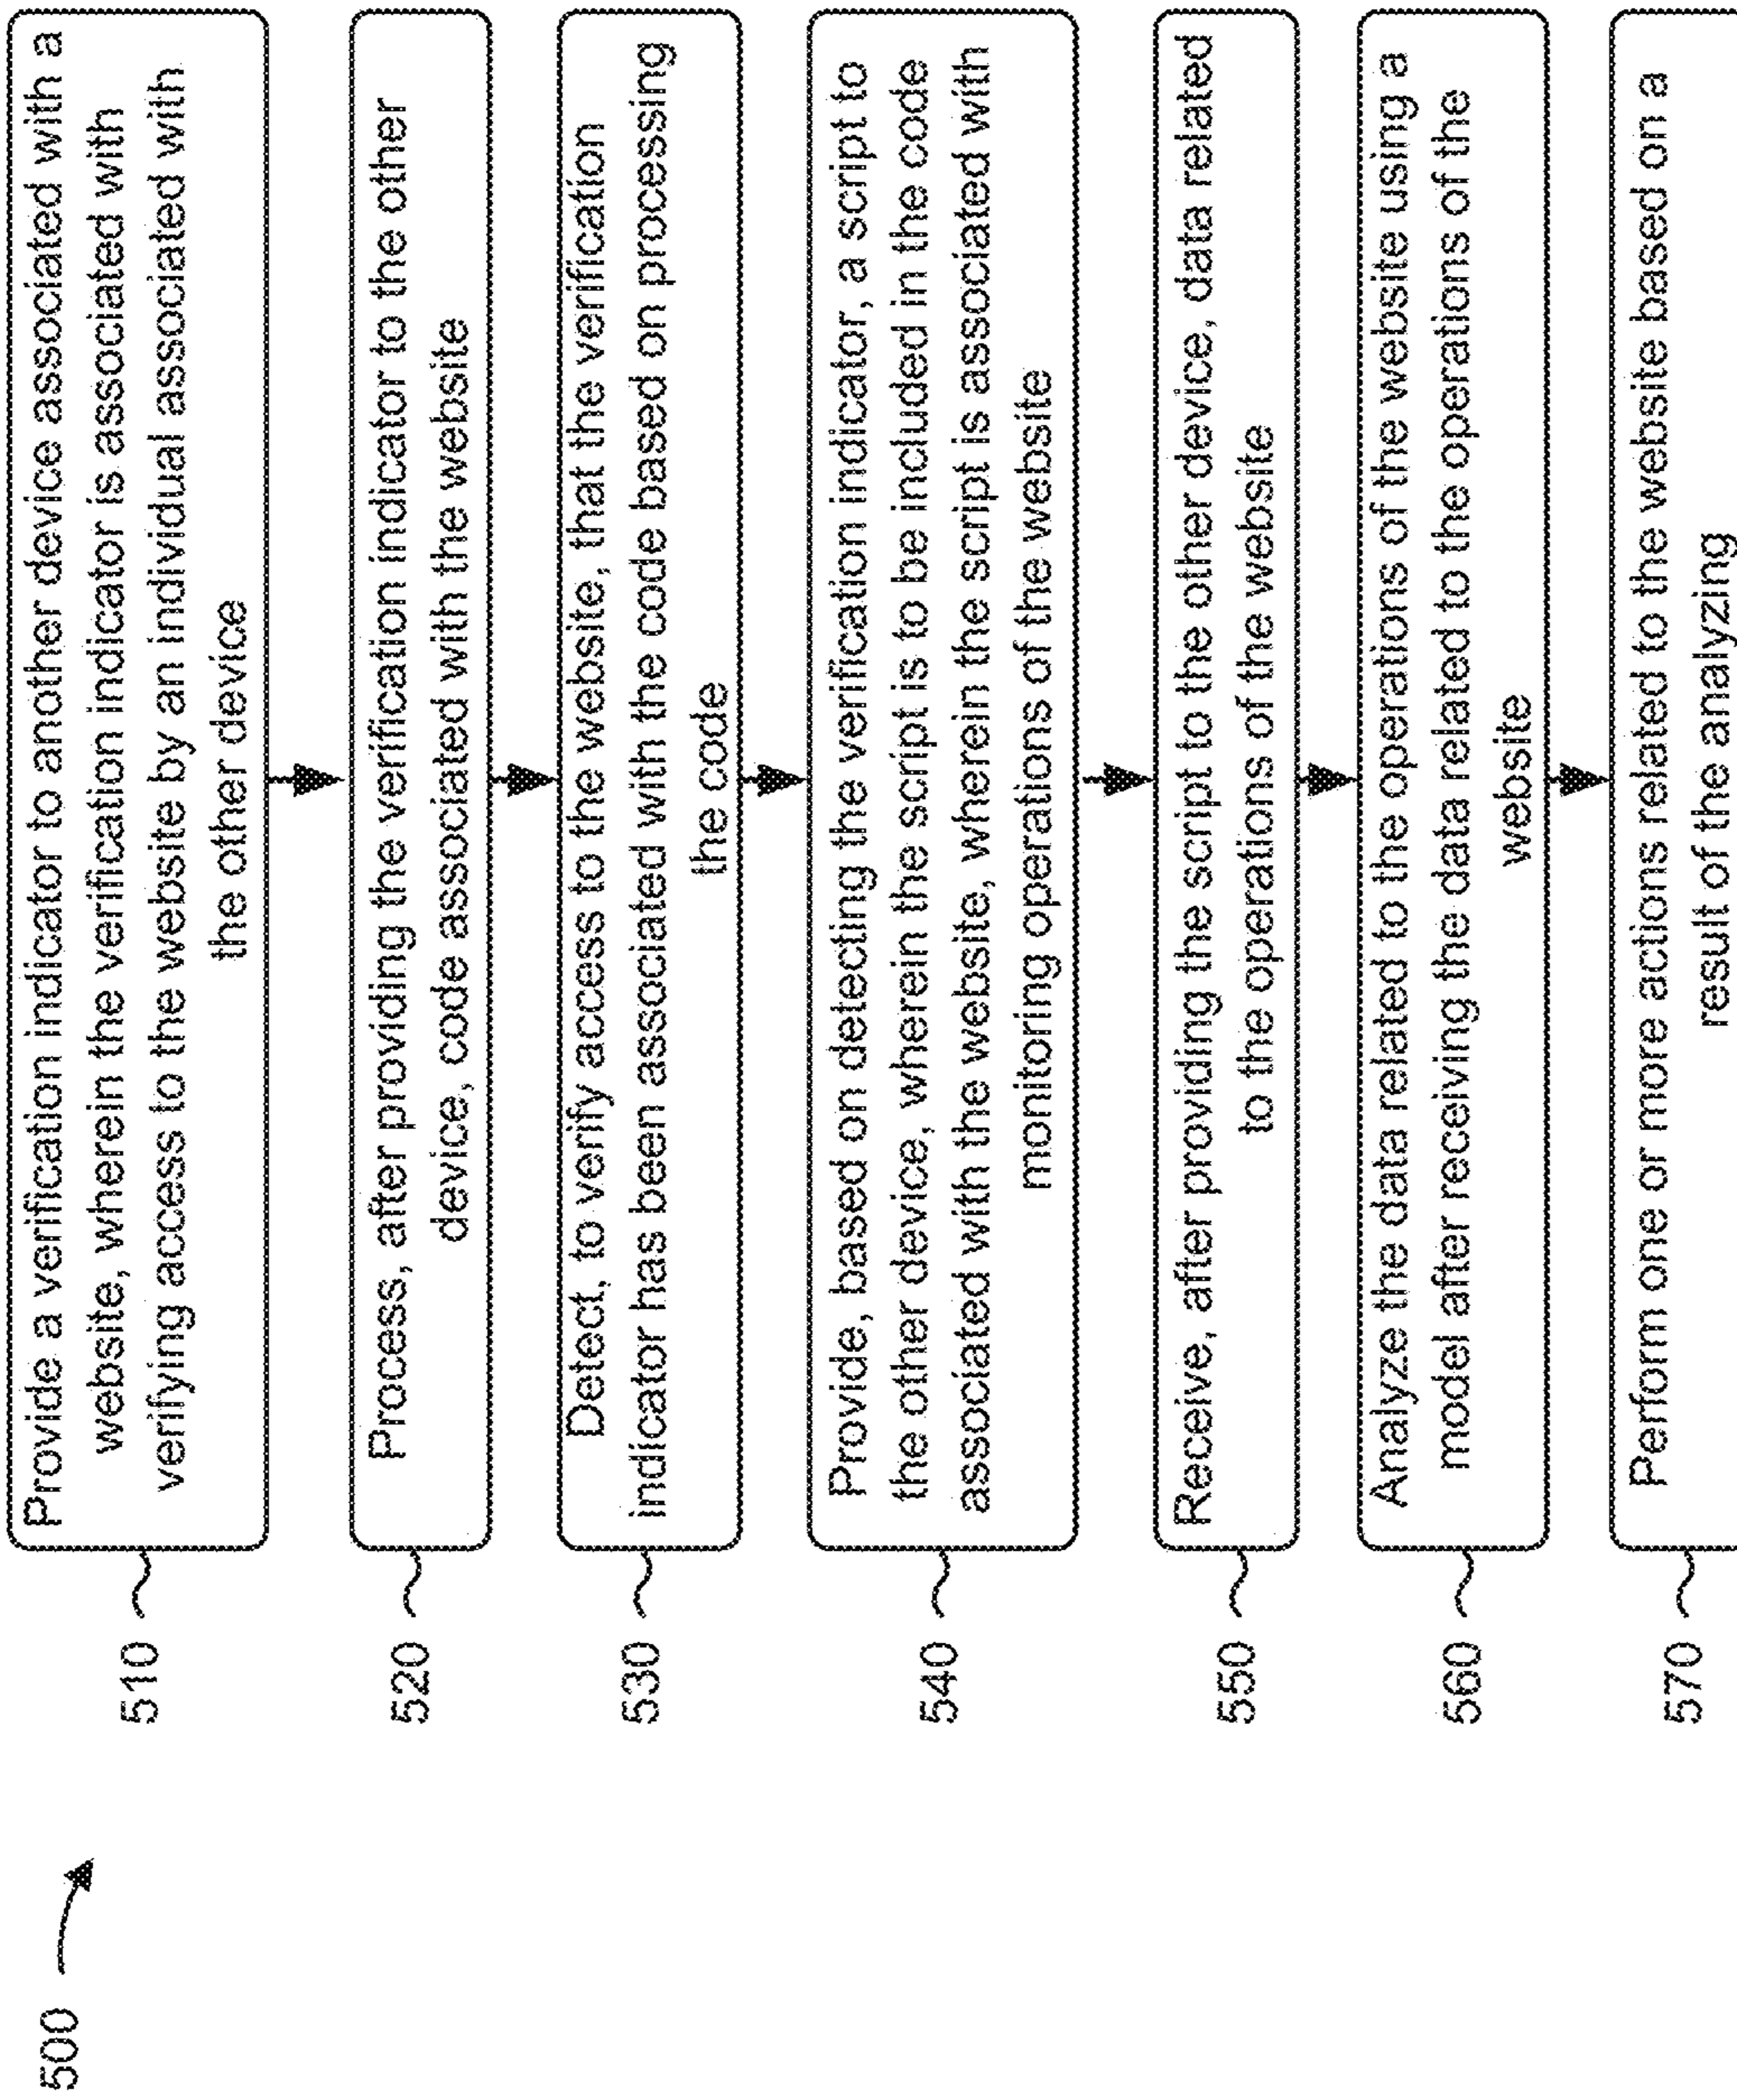 500
510
Provide a verification indicator to another device associated with a
website, wherein the verification indicator is associated with
verifying access to the website by an individual associated with
the other device
520
Process, after providing the verification indicator to the other
device, code associated with the website
530
Detect, to verify access to the website, that the verification
indicator has been associated with the code based on processing
the code
540
Provide, based on detecting the verification indicator, a script to
the other device, wherein the script is to be included in the code
associated with the website, wherein the script is associated with
monitoring operations of the website
550
Receive, after providing the script to the other device, data related
to the operations of the website
560
Analyze the data related to the operations of the website using a
model after receiving the data related to the operations of the
website
570
Perform one or more actions related to the website based on a
result of the analyzing